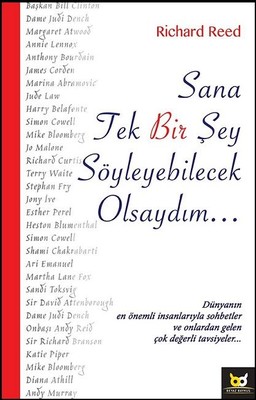 Başkan Bill Clinton
Dame Judi Dench
Margaret Atwood
Annie Lennox
Anthony Bourdain
James Corden
Marina Abramovic
Jude Law
Harry Belafonte
Simon Cowell
Mike Bloomberg
Jo Malone
Richard Curtis
Terry Waite
Stephan Fry
Jony Ive
Esther Perel
Heston Blumenthal
Simon Cowell
Shami Chakrabarti
Ari Emanuel
Martha Lane Fox
Sandi Toksvig
Sir David Attenborough
Dame Judi Dench
Onbaşı Andy Reid
Sir Richard Branson
Katie Piper
Mike Bloomberg
Diana Athill
Andy Murray
Richard Reed
Sana
Tek Bir Şey
Söyleyebilecek
Olsaydım...
Dünyanın
en önemli insanlarıyla sohbetler
ve onlardan gelen
çok değerli tavsiyeler...
BEYAZ BAYKUŞ